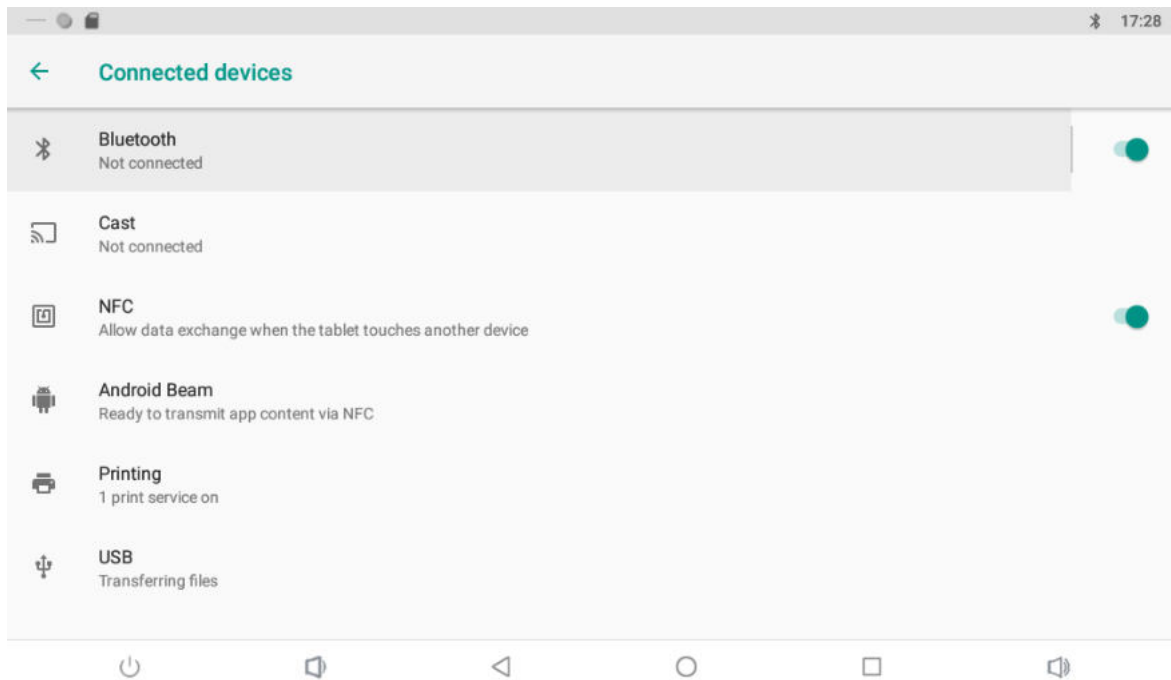 17:28
Connected devices
Bluetooth
Not connected
Cast
Not connected
NFC
Allow data exchange when the tablet touches another device
Android Beam
Ready to transmit app content via NFC
Printing
1 print service on
USB
Transferring files